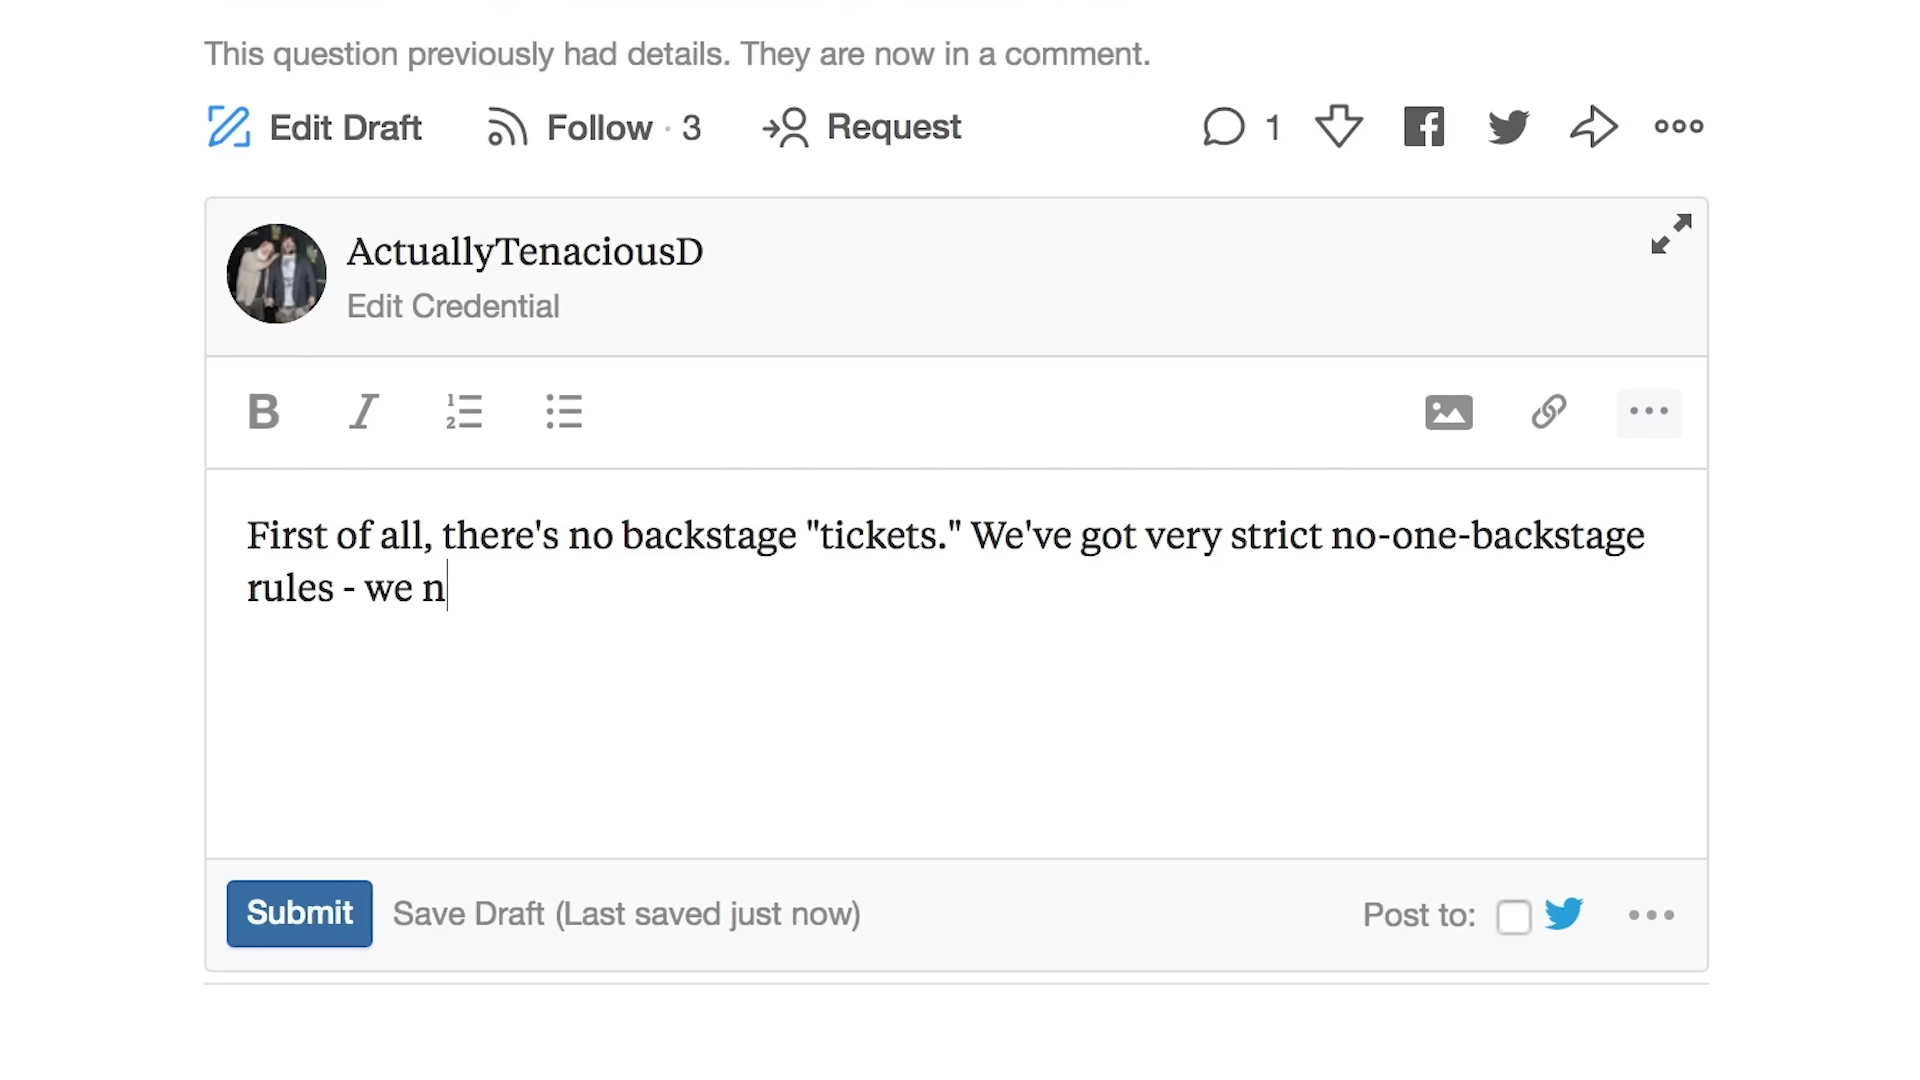 This question previously had details. They are now in a comment.
Edit Draft Follow · 3 Request 1
ActuallyTenaciousD
Edit Credential
B I
First of all, there's no backstage "tickets." We've got very strict no-one-backstage
rules - we n
Submit Save Draft (Last saved just now) Post to: